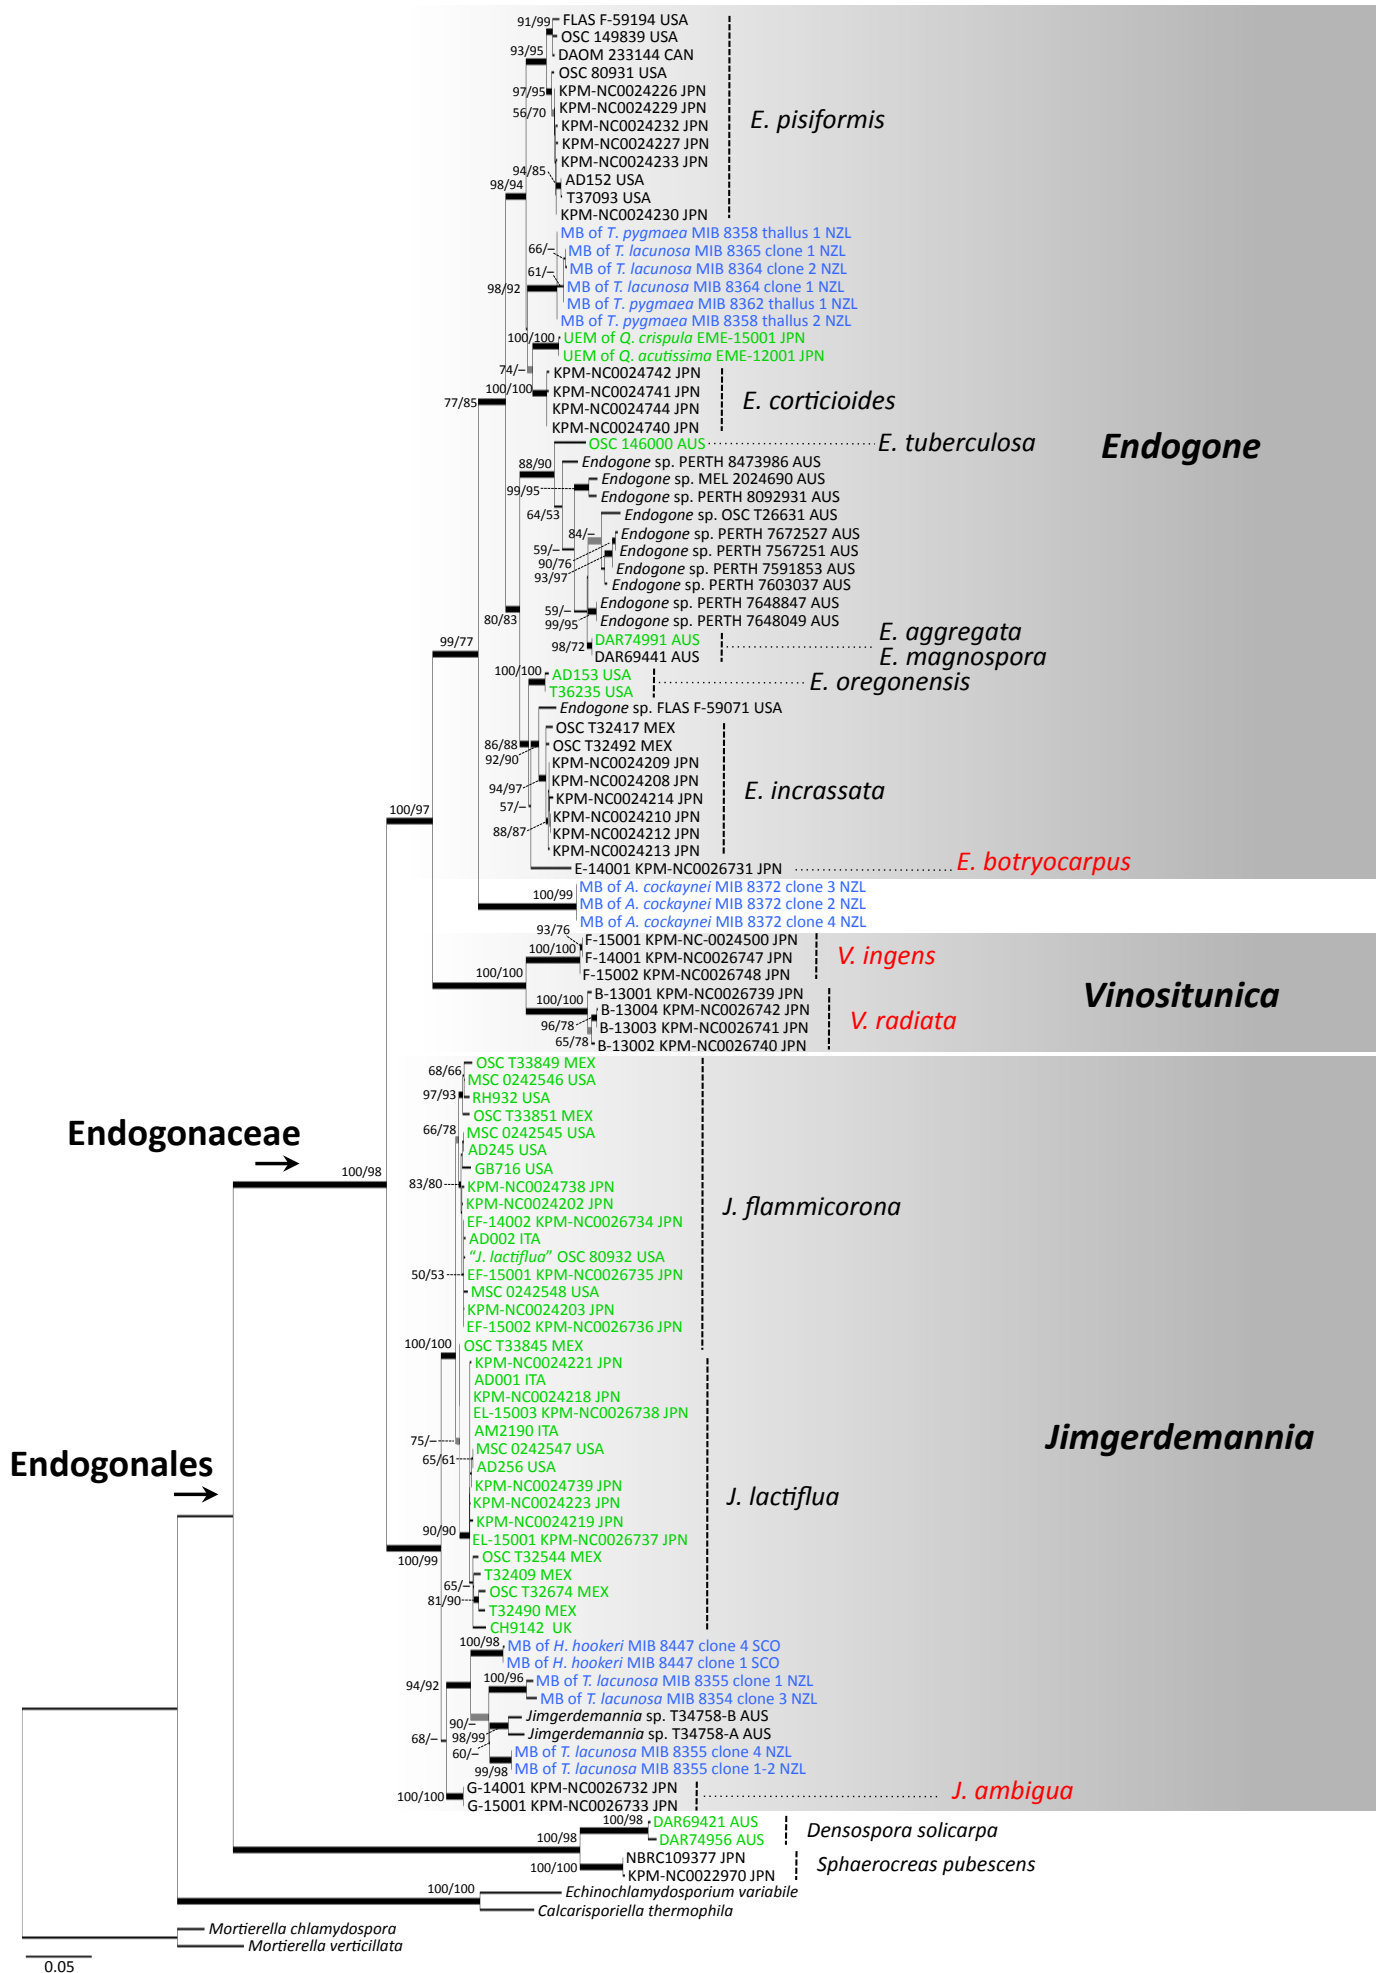 91/99
FLAS F-59194 USA
OSC 149839 USA
93/95
DAOM 233144 CAN
OSC 80931 USA
97/95
KPM-NC0024226 JPN
56/70
KPM-NC0024229 JPN
KPM-NC0024232 JPN
E. pisiformis
KPM-NC0024227 JPN
KPM-NC0024233 JPN
94/85
AD152 USA
98/94
T37093 USA
KPM-NC0024230 JPN
MB of T. pygmaea MIB 8358 thallus 1 NZL
66/–
MB of T. lacunosa MIB 8365 clone 1 NZL
61/–
MB of T. lacunosa MIB 8364 clone 2 NZL
98/92
MB of T. lacunosa MIB 8364 clone 1 NZL
MB of T. pygmaea MIB 8362 thallus 1 NZL
MB of T. pygmaea MIB 8358 thallus 2 NZL
100/100
UEM of Q. crispula EME-15001 JPN
UEM of Q. acutissima EME-12001 JPN
74/–
KPM-NC0024742 JPN
100/100
KPM-NC0024741 JPN
77/85
KPM-NC0024744 JPN
E. corticioides
KPM-NC0024740 JPN
OSC 146000 AUS
E. tuberculosa
Endogone
88/90
Endogone sp. PERTH 8473986 AUS
Endogone sp. MEL 2024690 AUS
99/95
Endogone sp. PERTH 8092931 AUS
64/53
Endogone sp. OSC T26631 AUS
84/–
Endogone sp. PERTH 7672527 AUS
59/–
Endogone sp. PERTH 7567251 AUS
90/76
Endogone sp. PERTH 7591853 AUS
93/97
Endogone sp. PERTH 7603037 AUS
59/–
Endogone sp. PERTH 7648847 AUS
80/83
99/95
Endogone sp. PERTH 7648049 AUS
99/77
98/72
DAR74991 AUS
E. aggregata
DAR69441 AUS
E. magnospora
100/100
AD153 USA
E. oregonensis
T36235 USA
Endogone sp. FLAS F-59071 USA
OSC T32417 MEX
86/88
OSC T32492 MEX
92/90
KPM-NC0024209 JPN
KPM-NC0024208 JPN
94/97
E. incrassata
KPM-NC0024214 JPN
57/–
100/97
KPM-NC0024210 JPN
88/87
KPM-NC0024212 JPN
KPM-NC0024213 JPN
E-14001 KPM-NC0026731 JPN
E. botryocarpus
100/99
MB of A. cockaynei MIB 8372 clone 3 NZL
MB of A. cockaynei MIB 8372 clone 2 NZL
MB of A. cockaynei MIB 8372 clone 4 NZL
93/76
F-15001 KPM-NC-0024500 JPN
100/100
F-14001 KPM-NC0026747 JPN
V. ingens
F-15002 KPM-NC0026748 JPN
100/100
B-13001 KPM-NC0026739 JPN
Vinositunica
100/100
B-13004 KPM-NC0026742 JPN
96/78
B-13003 KPM-NC0026741 JPN
V. radiata
65/78
B-13002 KPM-NC0026740 JPN
OSC T33849 MEX
68/66
MSC 0242546 USA
97/93
RH932 USA
OSC T33851 MEX
Endogonaceae
66/78
MSC 0242545 USA
AD245 USA
100/98
GB716 USA
83/80
KPM-NC0024738 JPN
KPM-NC0024202 JPN
J. flammicorona
EF-14002 KPM-NC0026734 JPN
AD002 ITA
“J. lactiflua” OSC 80932 USA
50/53
EF-15001 KPM-NC0026735 JPN
MSC 0242548 USA
KPM-NC0024203 JPN
EF-15002 KPM-NC0026736 JPN
100/100
OSC T33845 MEX
KPM-NC0024221 JPN
AD001 ITA
KPM-NC0024218 JPN
EL-15003 KPM-NC0026738 JPN
Jimgerdemannia
AM2190 ITA
75/–
MSC 0242547 USA
65/61
Endogonales
AD256 USA
KPM-NC0024739 JPN
KPM-NC0024223 JPN
J. lactiflua
KPM-NC0024219 JPN
90/90
EL-15001 KPM-NC0026737 JPN
100/99
OSC T32544 MEX
T32409 MEX
65/–
OSC T32674 MEX
81/90
T32490 MEX
CH9142 UK
100/98
MB of H. hookeri MIB 8447 clone 4 SCO
MB of H. hookeri MIB 8447 clone 1 SCO
94/92
100/96
MB of T. lacunosa MIB 8355 clone 1 NZL
MB of T. lacunosa MIB 8354 clone 3 NZL
90/–
Jimgerdemannia sp. T34758-B AUS
98/99
Jimgerdemannia sp. T34758-A AUS
68/–
60/–
MB of T. lacunosa MIB 8355 clone 4 NZL
99/98
MB of T. lacunosa MIB 8355 clone 1-2 NZL
G-14001 KPM-NC0026732 JPN
J. ambigua
100/100
G-15001 KPM-NC0026733 JPN
100/98
DAR69421 AUS
Densospora solicarpa
100/98
DAR74956 AUS
NBRC109377 JPN
Sphaerocreas pubescens
100/100
KPM-NC0022970 JPN
100/100
Echinochlamydosporium variabile
Calcarisporiella thermophila
Mortierella chlamydospora
Mortierella verticillata
0.05